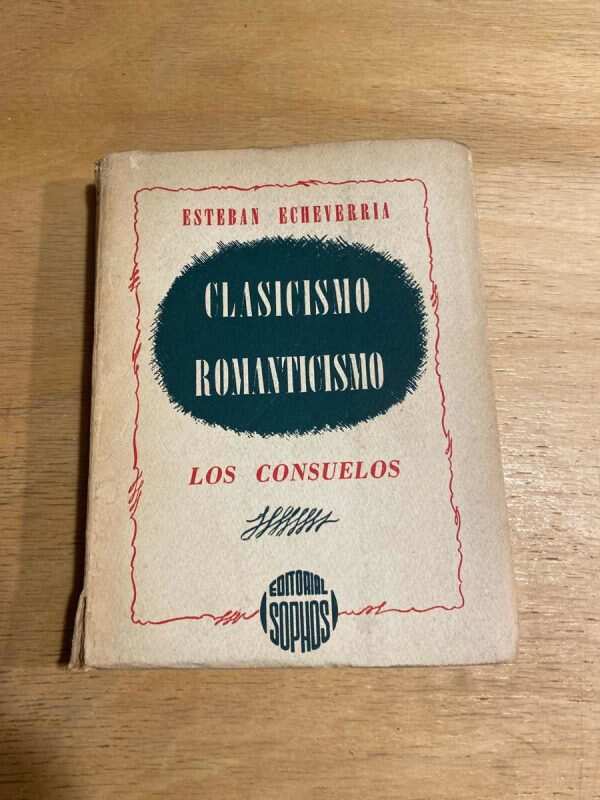 ESTEBAN ECHEVERRIA
CLASICISMO
ROMANTICISMO
LOS CONSUELOS
EDITORIAL
SOPHOS